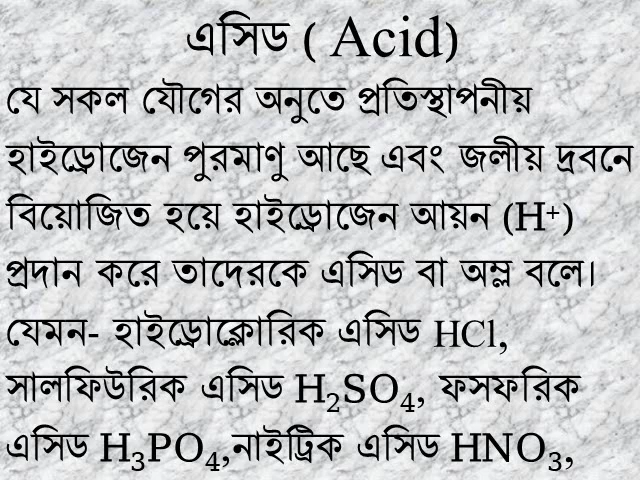 এসিড ( Acid)
যে সকল যৌগের অনুতে প্রতিস্থাপনীয়
হাইড্রোজেন পুরমাণু আছে এবং জলীয় দ্রবনে
বিয়োজিত হয়ে হাইড্রোজেন আয়ন (H⁺)
প্রদান করে তাদেরকে এসিড বা অম্ল বলে।
যেমন- হাইড্রোক্লোরিক এসিড HCl,
সালফিউরিক এসিড H₂SO₄, ফসফরিক
এসিড H₃PO₄,নাইট্রিক এসিড HNO₃,